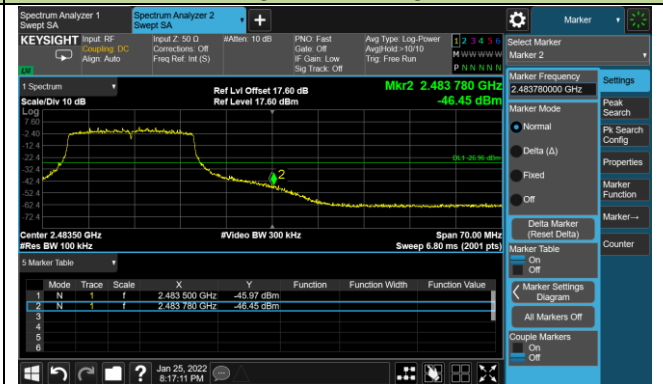 Spectrum Analyzer 1
Swept SA
Spectrum Analyzer 2
Swept SA
+
Marker
KEYSIGHT
Input: RF
Coupling: DC
Align: Auto
Input Z: 50 Ω
Corrections: Off
Freq Ref: Int (S)
#Atten: 10 dB
PNO: Fast
Gate: Off
IF Gain: Low
Sig Track: Off
Avg Type: Log-Power
Avg|Hold:>10/10
Trig: Free Run
1 2 3 4 5 6
M W W W W W
P N N N N N
Select Marker
Marker 2
1 Spectrum
Scale/Div 10 dB
Log
Ref Lvl Offset 17.60 dB
Ref Level 17.60 dBm
Mkr2 2.483 780 GHz
-46.45 dBm
7.60
-2.40
-12.4
-22.4
-32.4
-42.4
-52.4
-62.4
-72.4
DL1 -26.96 dBm
2
Center 2.48350 GHz
#Res BW 100 kHz
#Video BW 300 kHz
Span 70.00 MHz
Sweep 6.80 ms (2001 pts)
5 Marker Table
Mode Trace Scale X Y Function Function Width Function Value
1 N 1 f 2.483 500 GHz -45.97 dBm
2 N 1 f 2.483 780 GHz -46.45 dBm
3
4
5
6
Marker Frequency
2.483780000 GHz
Marker Mode
Normal
Delta (Δ)
Fixed
Off
Delta Marker
(Reset Delta)
Marker Table
On
Off
Marker Settings
Diagram
All Markers Off
Couple Markers
On
Off
Settings
Peak
Search
Pk Search
Config
Properties
Marker
Function
Marker→
Counter
?
Jan 25, 2022
8:17:11 PM